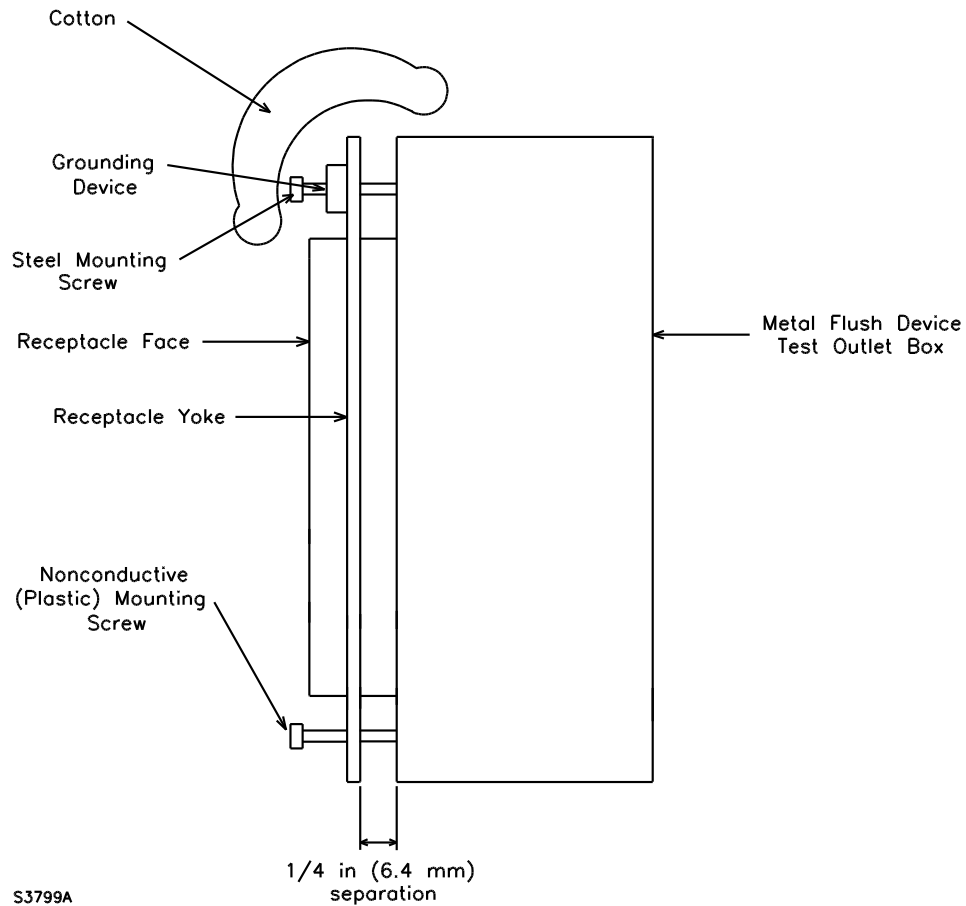 Cotton
Grounding
Device
Steel Mounting
Screw
Receptacle Face
Metal Flush Device
Test Outlet Box
Receptacle Yoke
Nonconductive
(Plastic) Mounting
Screw
1/4 in (6.4 mm)
separation
S3799A